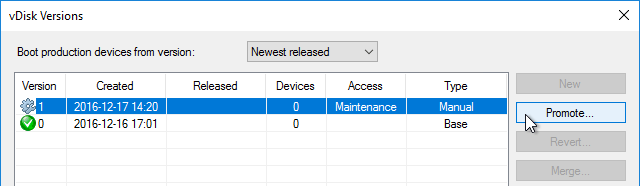 vDisk Versions
Boot production devices from version: Newest released
Version Created Released Devices Access Type
New
1 2016-12-17 14:20 0 Maintenance Manual
Promote...
0 2016-12-16 17:01 0 Base
Revert...
Merge...